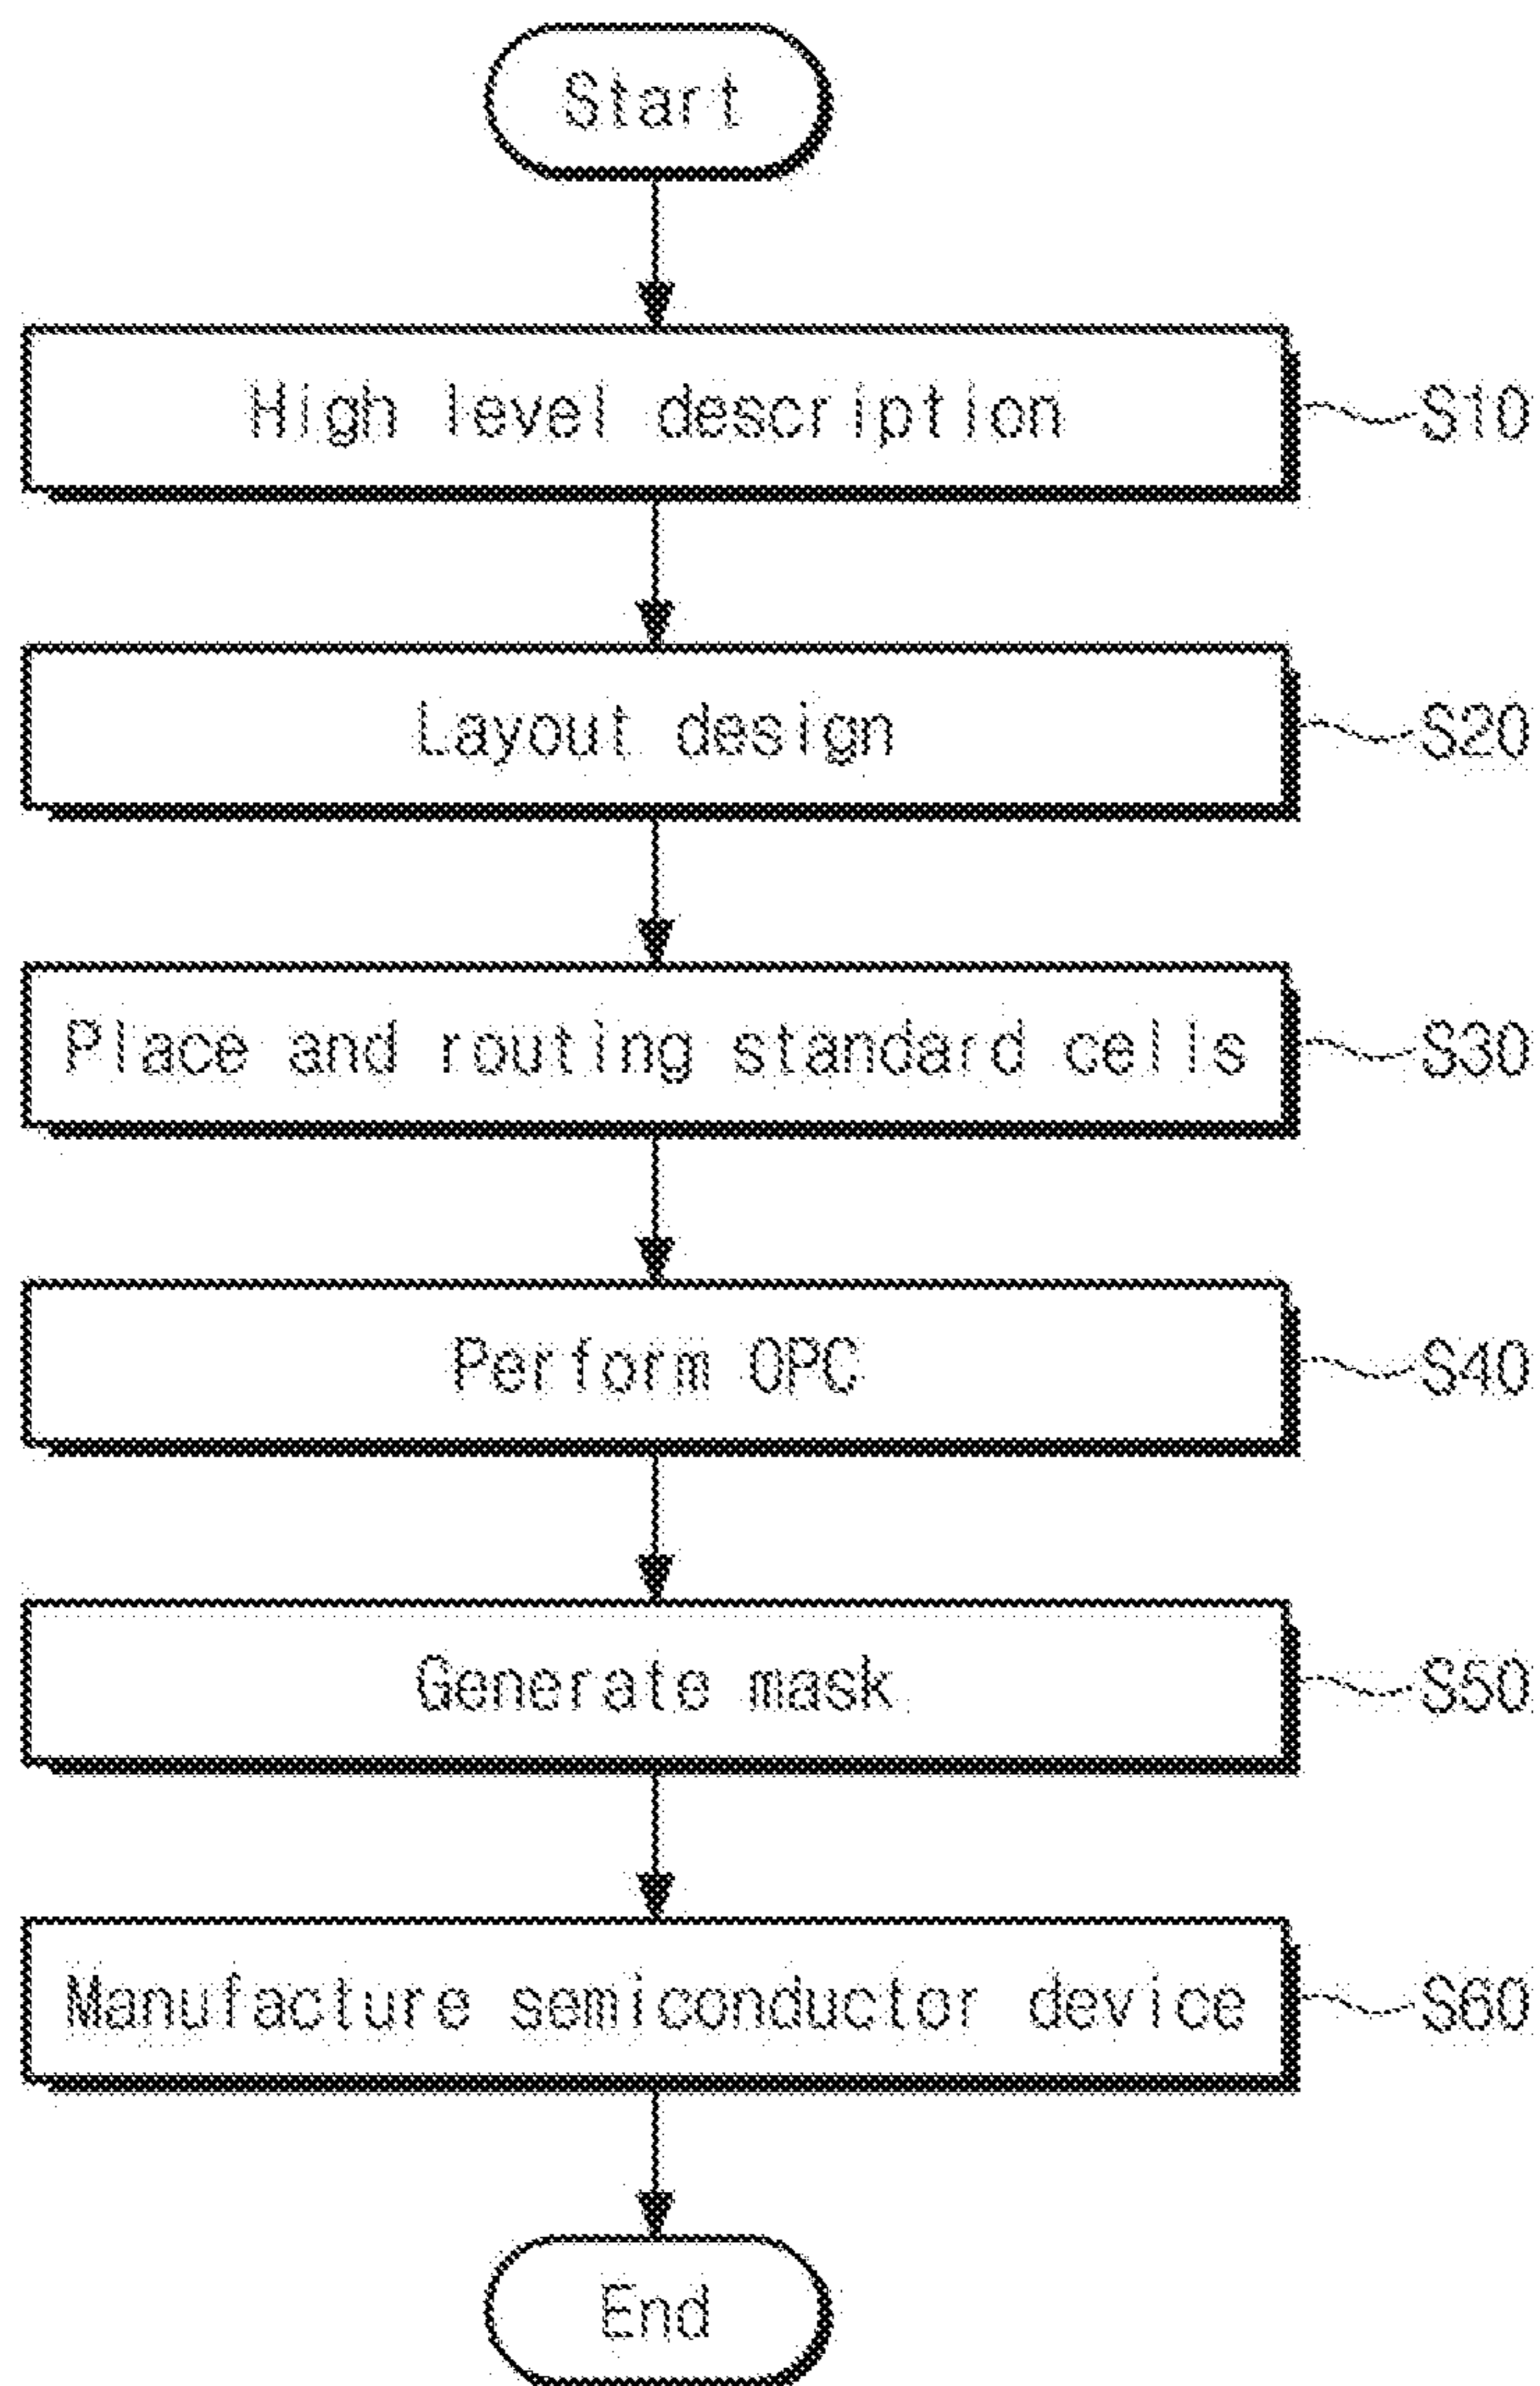 Start
High level description
S10
Layout design
S20
Place and routing standard cells
S30
Perform OPC
S40
Generate mask
S50
Manufacture semiconductor device
S60
End